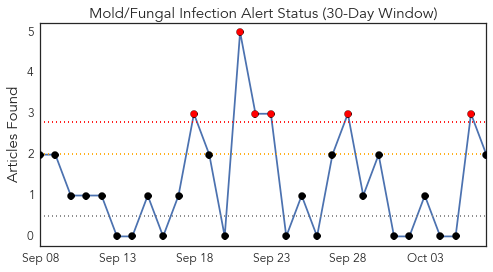 Mold/Fungal Infection Alert Status (30-Day Window)
Articles Found
5
4
3
2
1
0
Sep 08 Sep 13 Sep 18 Sep 23 Sep 28 Oct 03